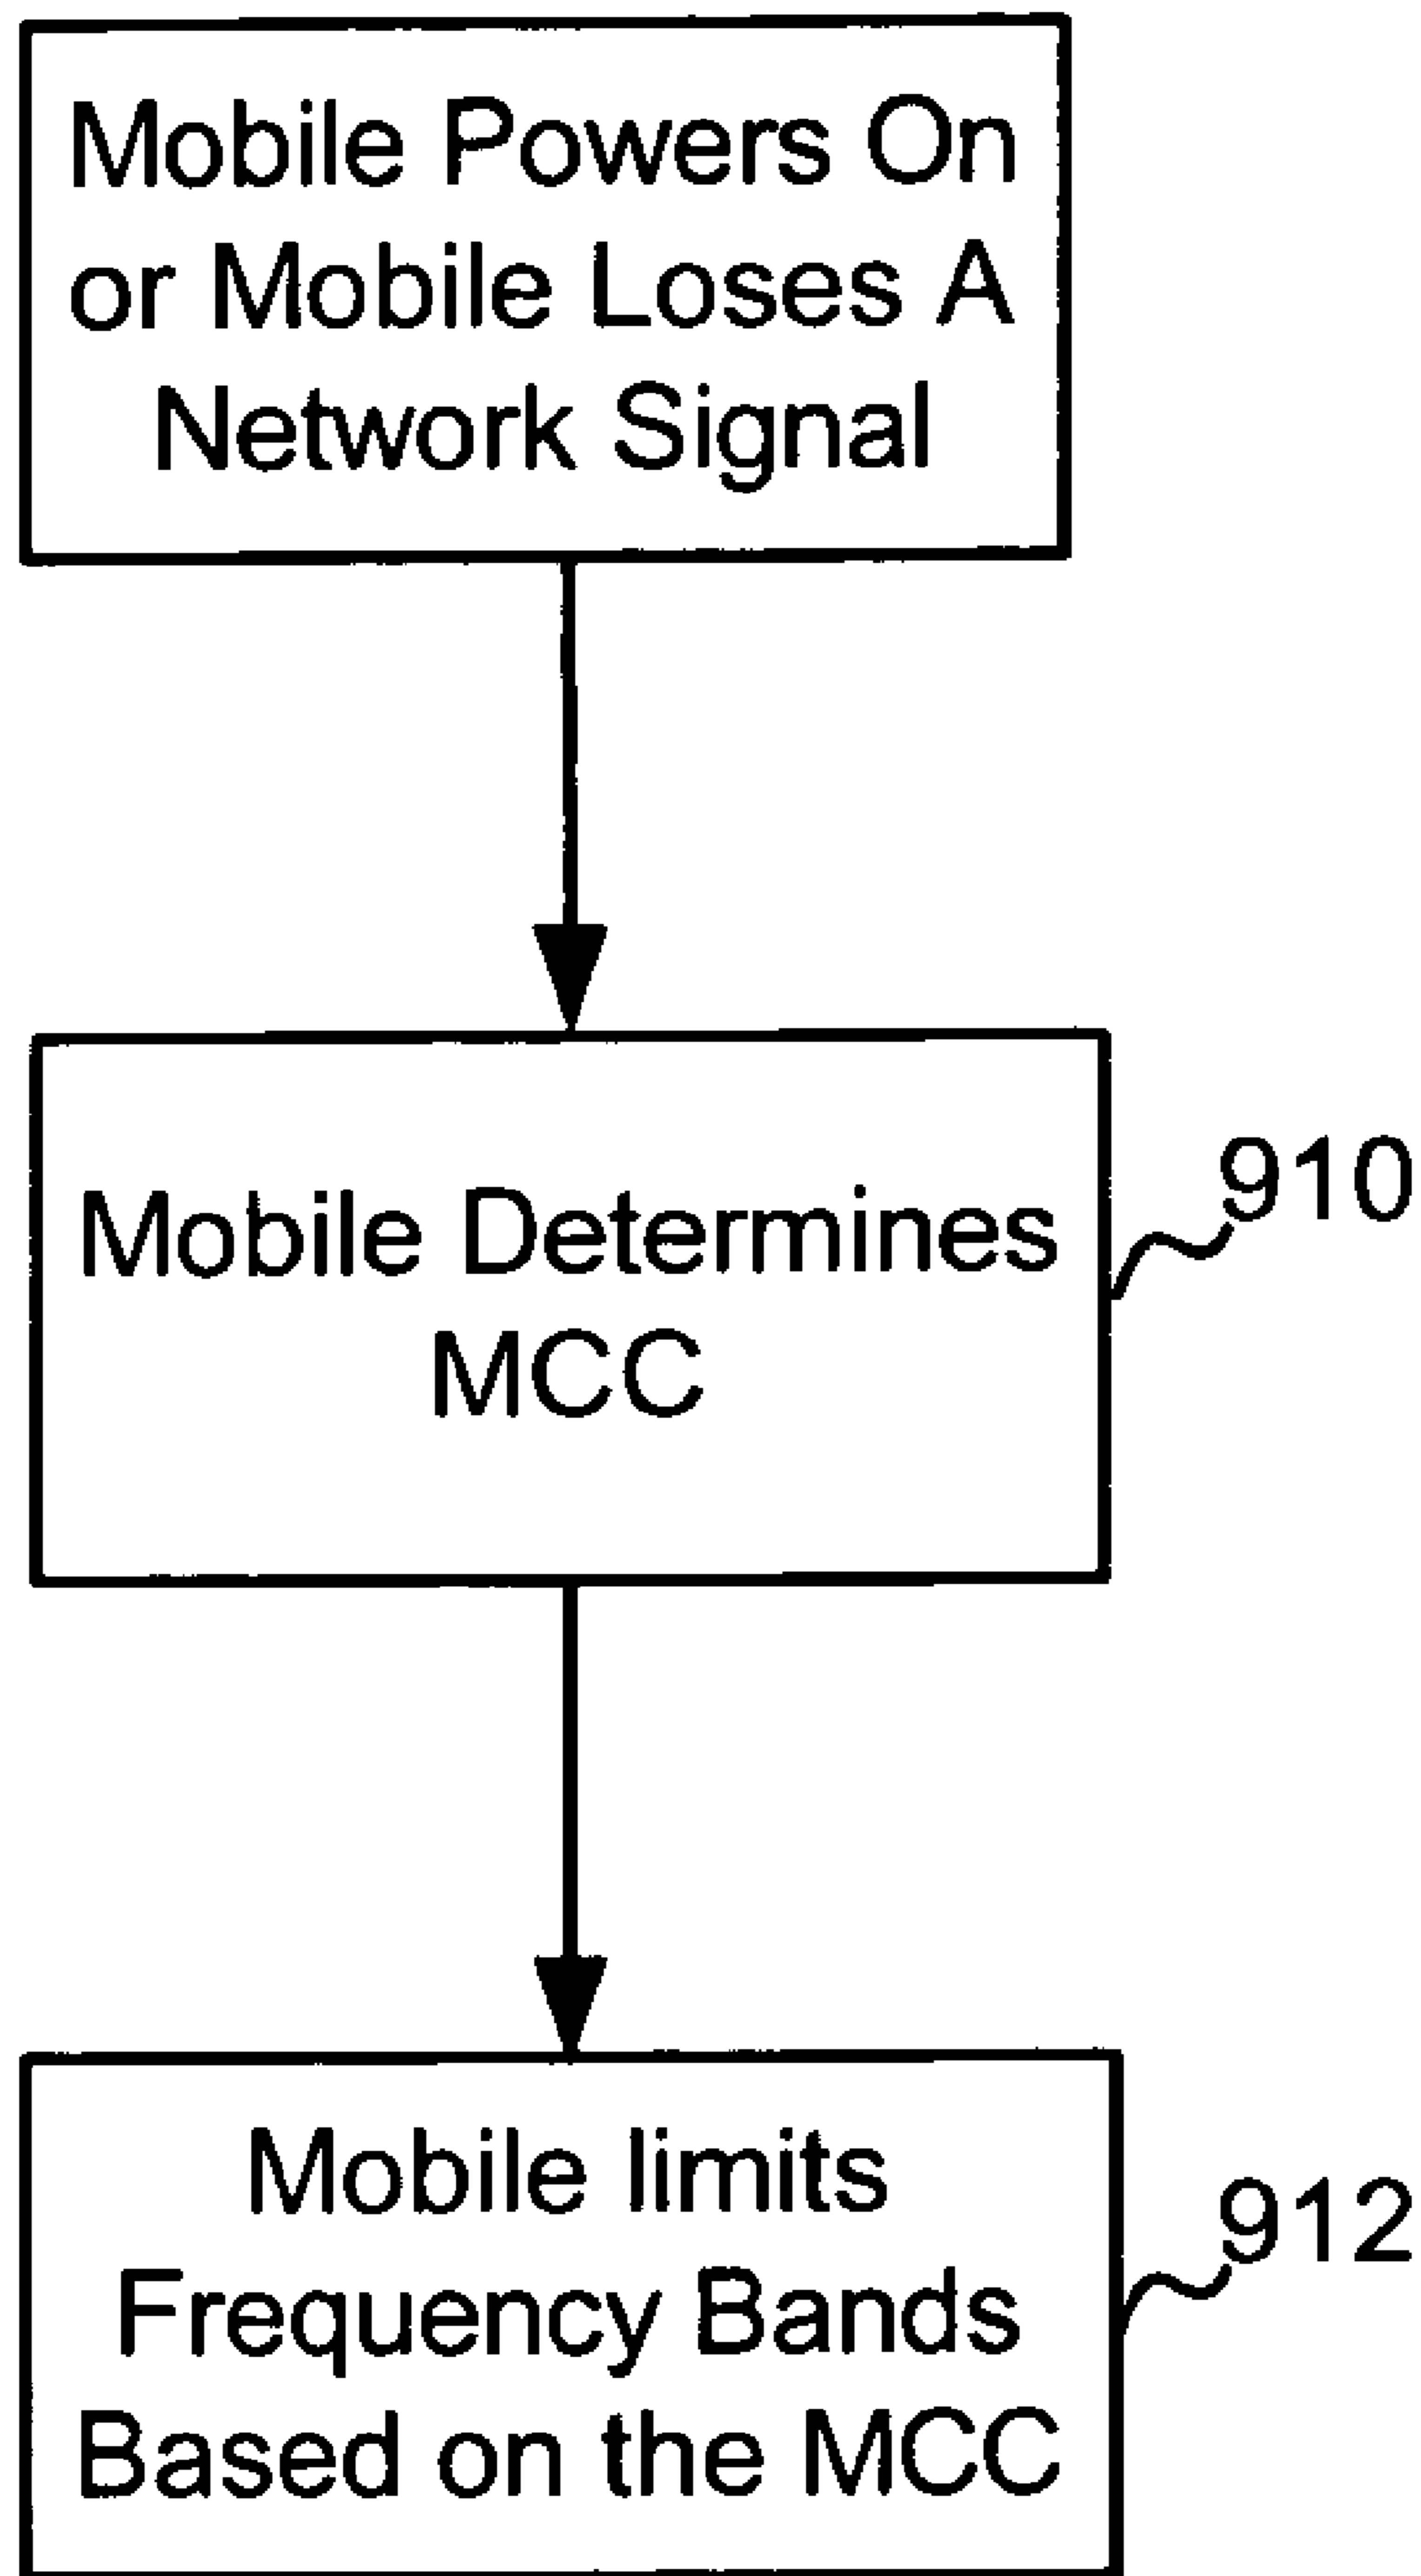 Mobile Powers On
or Mobile Loses A
Network Signal
Mobile Determines
MCC
910
Mobile limits
Frequency Bands
Based on the MCC
912